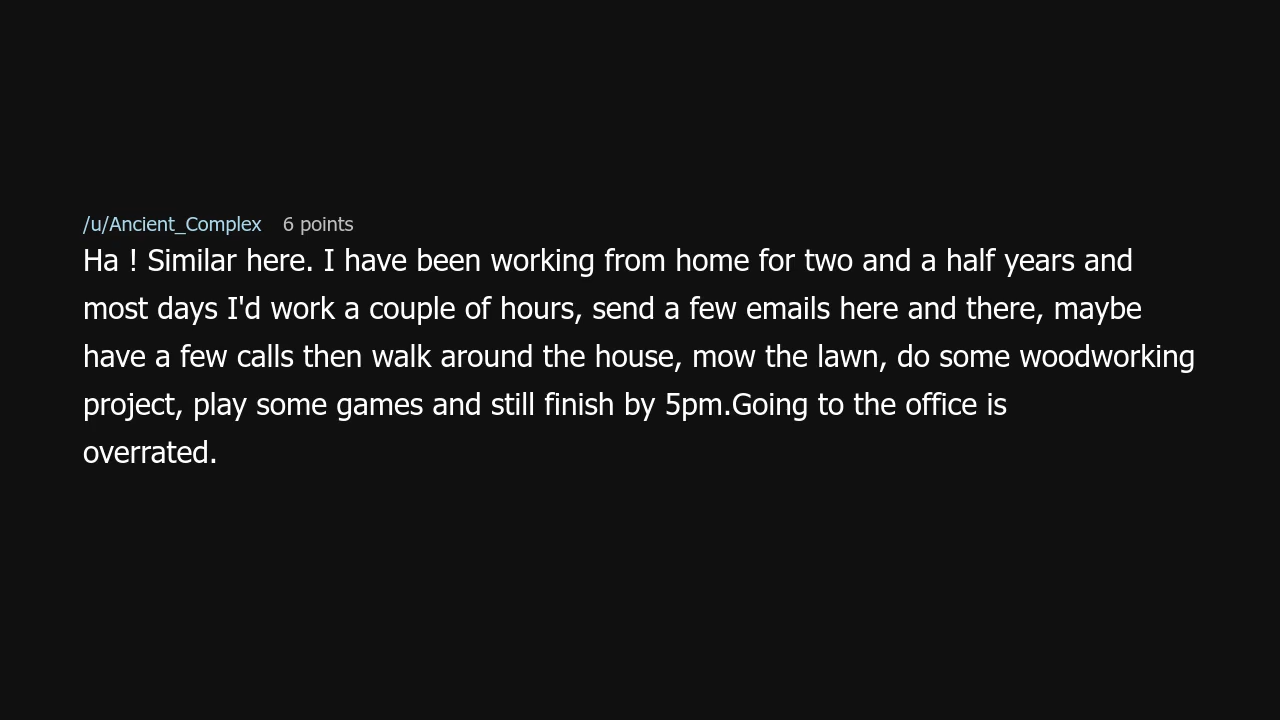 /u/Ancient_Complex 6 points
Ha ! Similar here. I have been working from home for two and a half years and
most days I'd work a couple of hours, send a few emails here and there, maybe
have a few calls then walk around the house, mow the lawn, do some woodworking
project, play some games and still finish by 5pm.Going to the office is
overrated.